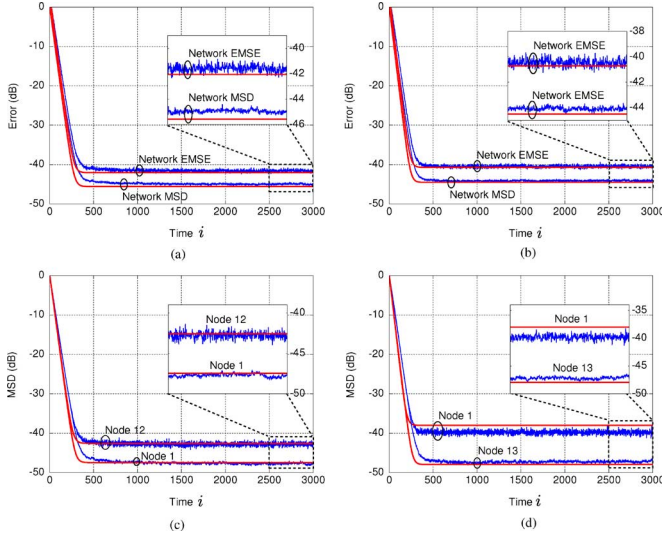 0
-10
-20
-30
-40
-50
Error (dB)
Network EMSE
Network MSD
-40
-42
-44
-46
Network EMSE
Network MSD
0 500 1000 1500 2000 2500 3000
Time i
(a)
0
-10
-20
-30
-40
-50
Error (dB)
Network EMSE
Network EMSE
-38
-40
-42
-44
Network EMSE
Network MSD
0 500 1000 1500 2000 2500 3000
Time i
(b)
0
-10
-20
-30
-40
-50
MSD (dB)
Node 12
Node 1
-42
-47
-50
Node 12
Node 1
0 500 1000 1500 2000 2500 3000
Time i
(c)
0
-10
-20
-30
-40
-50
MSD (dB)
Node 1
Node 13
-35
-40
-45
-50
Node 1
Node 13
0 500 1000 1500 2000 2500 3000
Time i
(d)